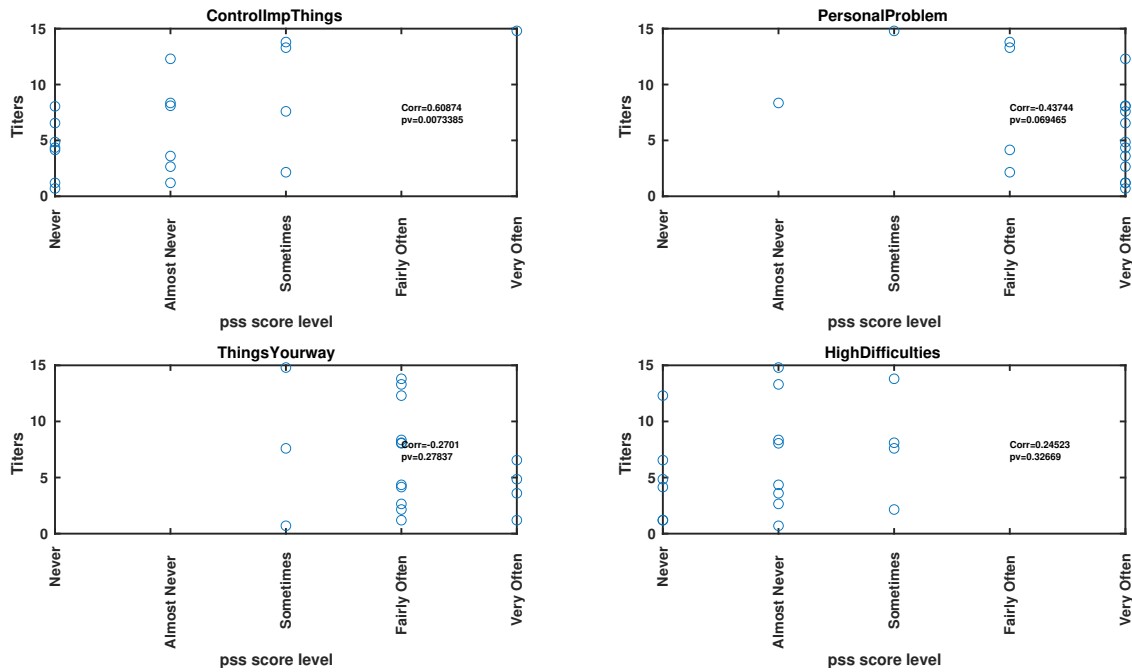 ControlImpThings
15
10
5
0
Titers
Corr=0.60874
pv=0.0073385
Never
Almost Never
Sometimes
Fairly Often
Very Often
pss score level
PersonalProblem
15
10
5
0
Titers
Corr=-0.43744
pv=0.069465
Never
Almost Never
Sometimes
Fairly Often
Very Often
pss score level
ThingsYourway
15
10
5
0
Titers
Corr=-0.2701
pv=0.27837
Never
Almost Never
Sometimes
Fairly Often
Very Often
pss score level
HighDifficulties
15
10
5
0
Titers
Corr=0.24523
pv=0.32669
Never
Almost Never
Sometimes
Fairly Often
Very Often
pss score level